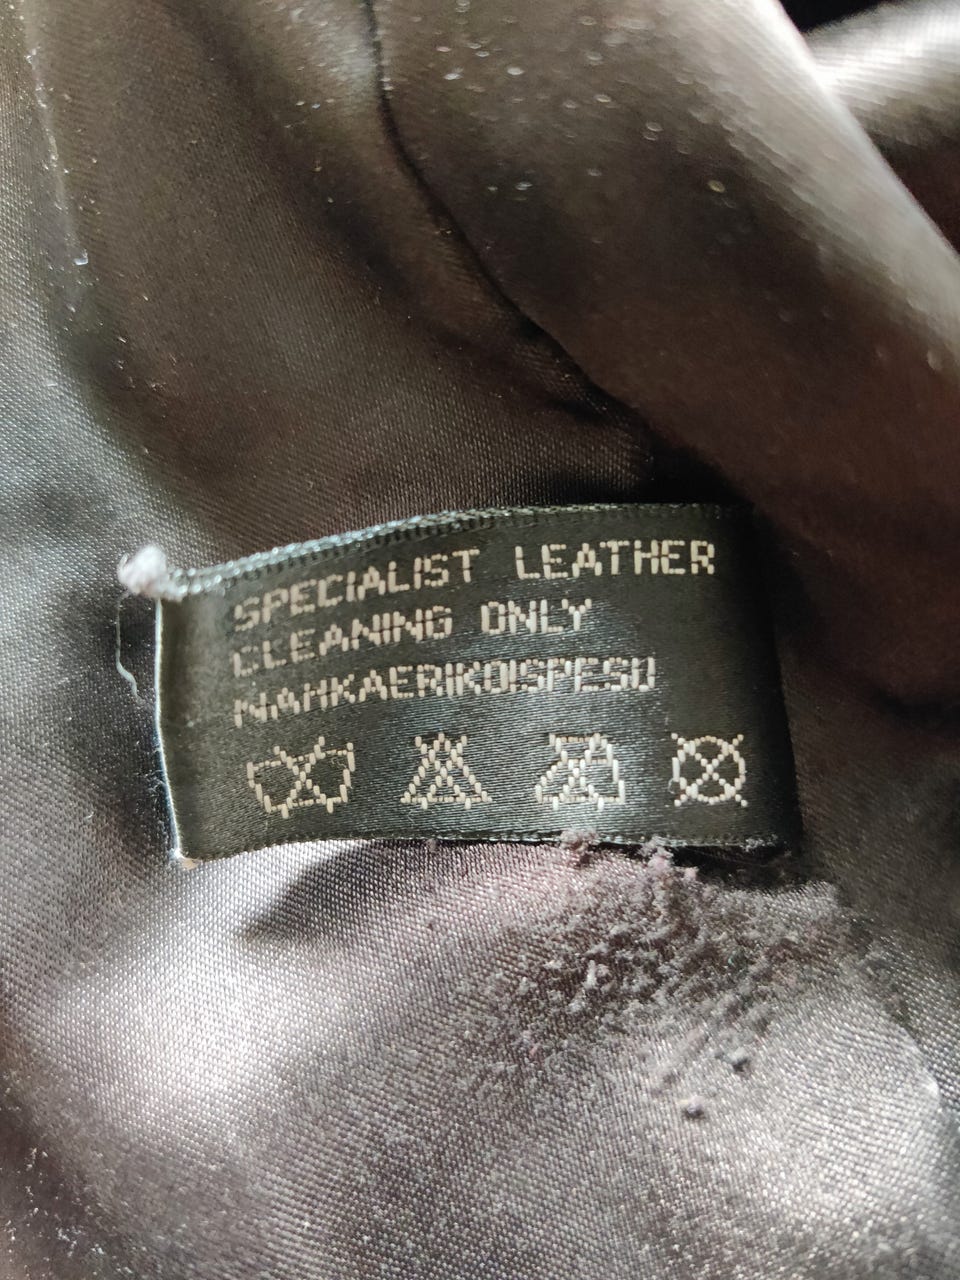 SPECIALIST LEATHER
CLEANING ONLY
NAHKAERIKOISPESU